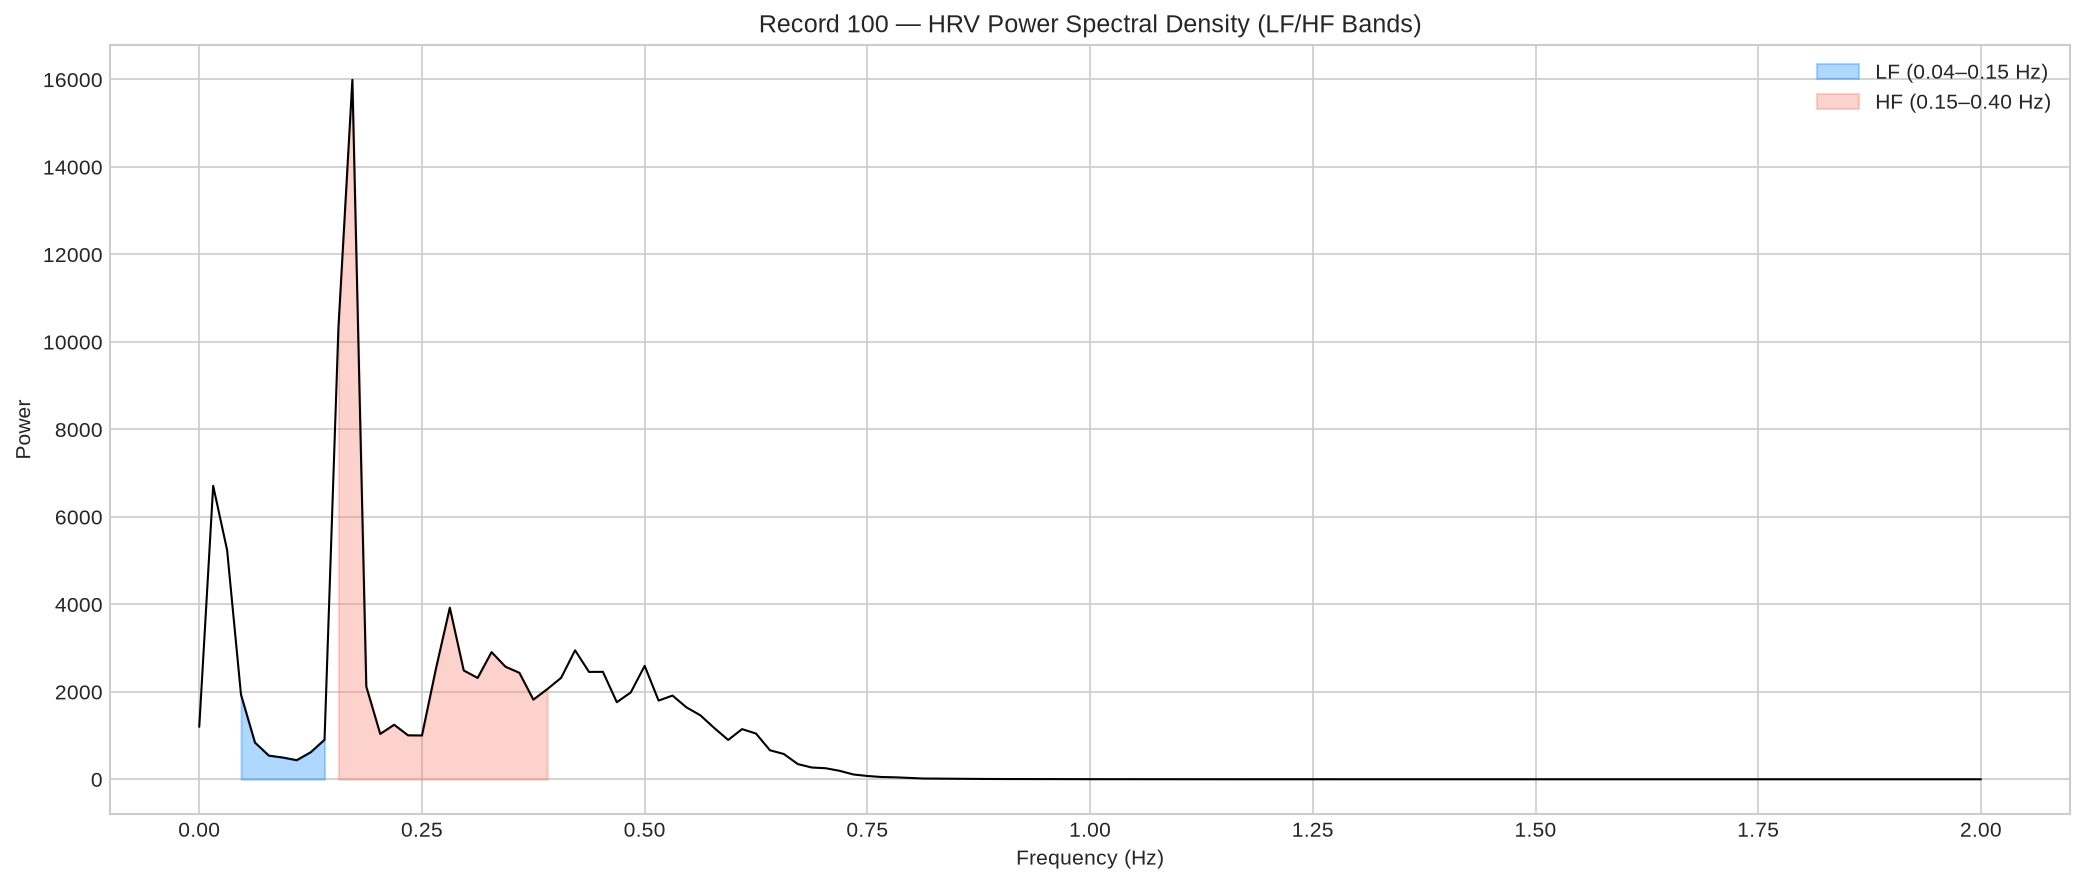 Record 100 — HRV Power Spectral Density (LF/HF Bands)
LF (0.04–0.15 Hz)
HF (0.15–0.40 Hz)
Power
16000
14000
12000
10000
8000
6000
4000
2000
0
0.00 0.25 0.50 0.75 1.00 1.25 1.50 1.75 2.00
Frequency (Hz)